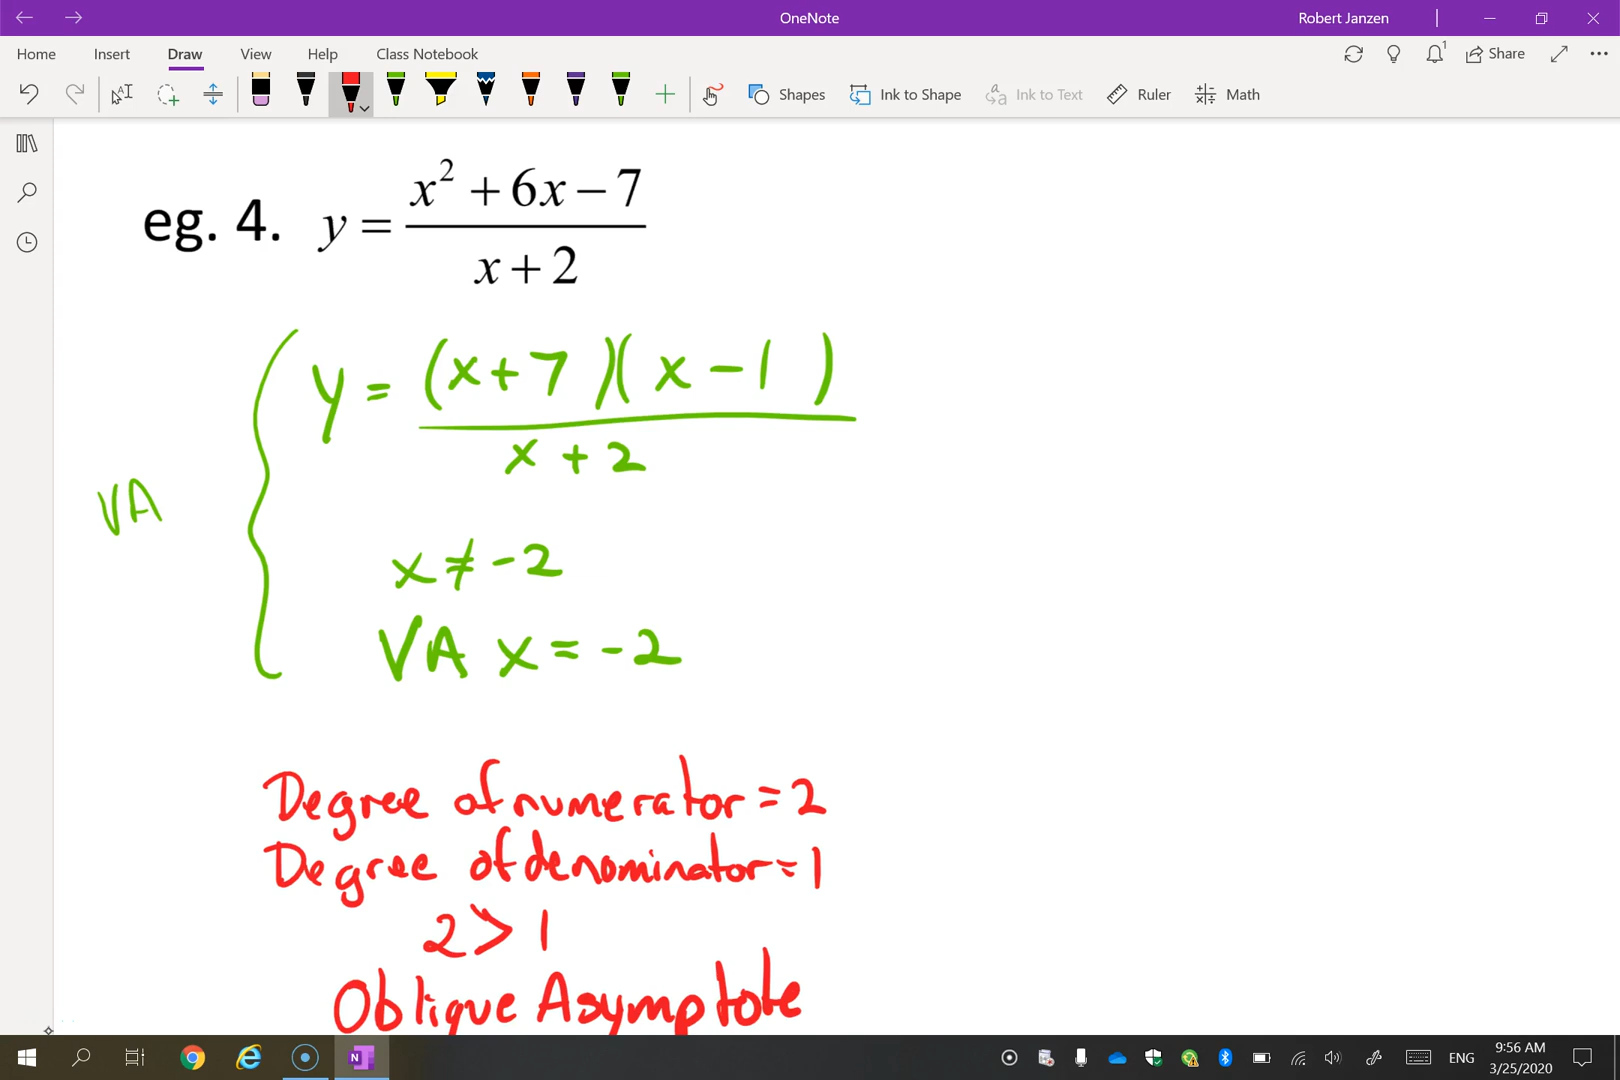 OneNote
Robert Janzen
Home Insert Draw View Help Class Notebook
1 Share
Shapes Ink to Shape Ink to Text Ruler Math
eg. 4. y = (x² + 6x − 7)/(x + 2)
y = (x+7)(x−1)
x + 2
VA
x ≠ -2
VA x = -2
Degree of numerator = 2
Degree of denominator = 1
2 > 1
Oblique Asymptote
ENG
9:56 AM
3/25/2020